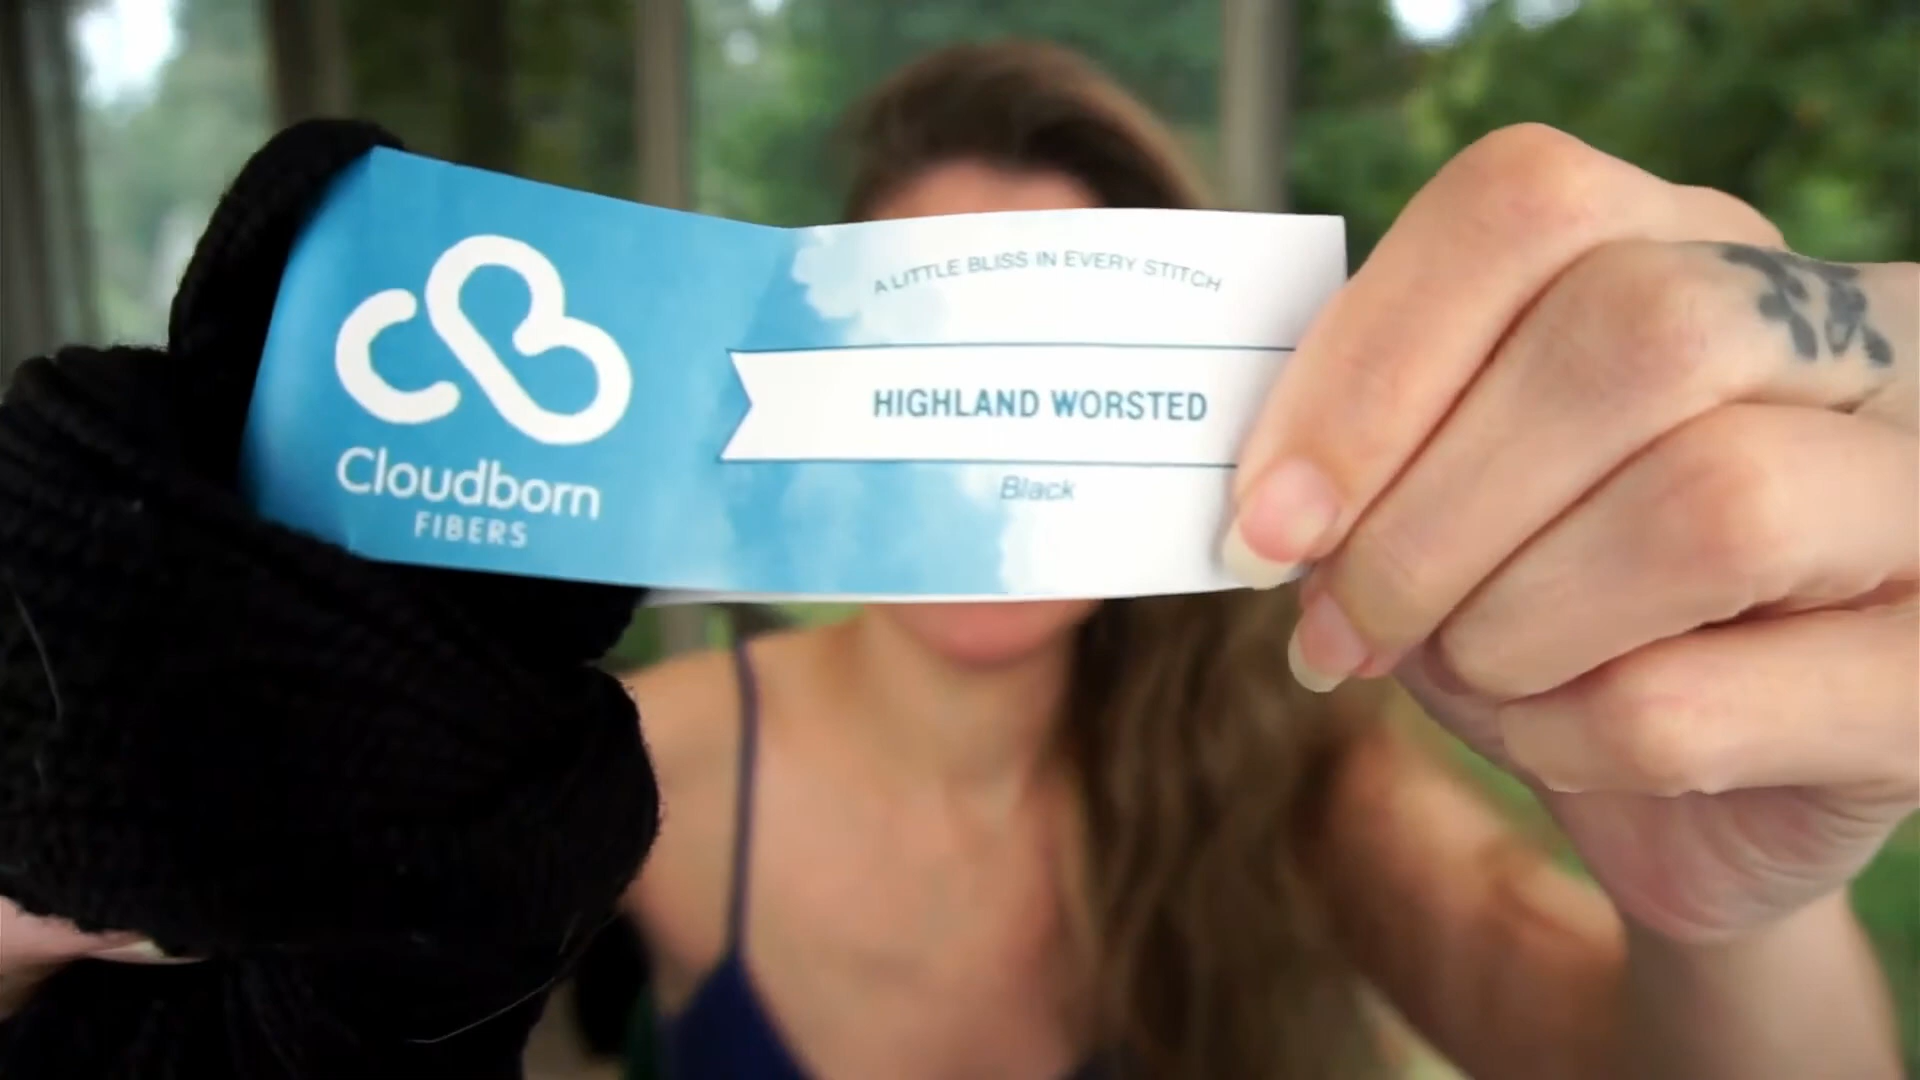 Cloudborn
FIBERS
A LITTLE BLISS IN EVERY STITCH
HIGHLAND WORSTED
Black